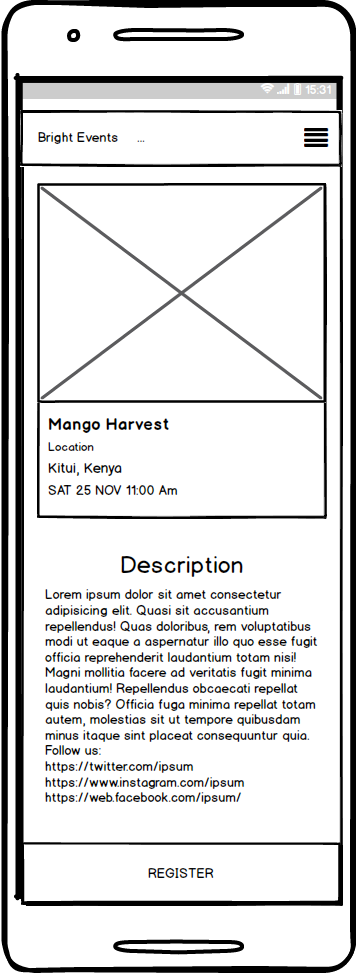 15:31
Bright Events ...
Mango Harvest
Location
Kitui, Kenya
SAT 25 NOV 11:00 Am
Description
Lorem ipsum dolor sit amet consectetur
adipisicing elit. Quasi sit accusantium
repellendus! Quas doloribus, rem voluptatibus
modi ut eaque a aspernatur illo quo esse fugit
officia reprehenderit laudantium totam nisi!
Magni mollitia facere ad veritatis fugit minima
laudantium! Repellendus obcaecati repellat
quis nobis? Officia fuga minima repellat totam
autem, molestias sit ut tempore quibusdam
minus itaque sint placeat consequuntur quia.
Follow us:
https://twitter.com/ipsum
https://www.instagram.com/ipsum
https://web.facebook.com/ipsum/
REGISTER